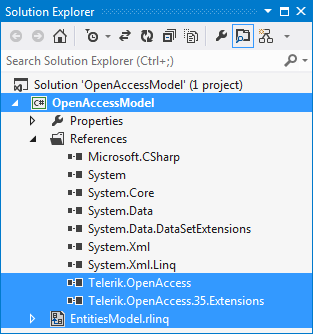 Solution Explorer
Search Solution Explorer (Ctrl+;)
Solution 'OpenAccessModel' (1 project)
C# OpenAccessModel
Properties
References
Microsoft.CSharp
System
System.Core
System.Data
System.Data.DataSetExtensions
System.Xml
System.Xml.Linq
Telerik.OpenAccess
Telerik.OpenAccess.35.Extensions
EntitiesModel.rlinq